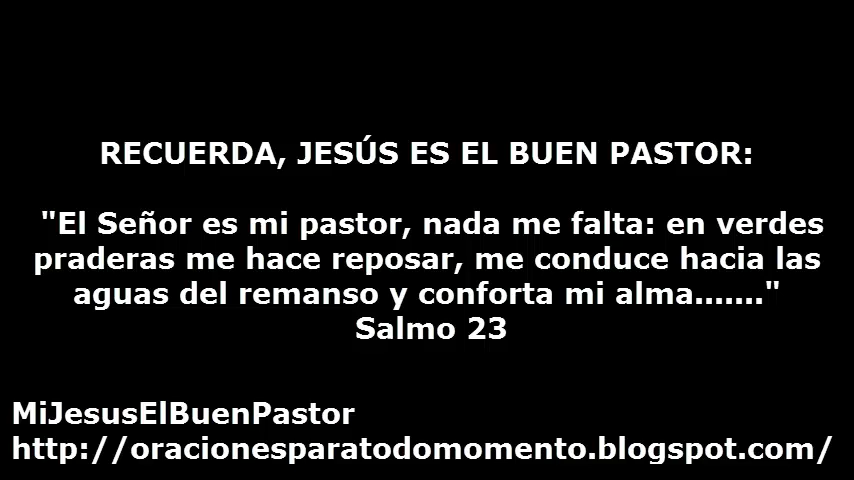 RECUERDA, JESÚS ES EL BUEN PASTOR:
"El Señor es mi pastor, nada me falta: en verdes
praderas me hace reposar, me conduce hacia las
aguas del remanso y conforta mi alma......."
Salmo 23
MiJesusElBuenPastor
http://oracionesparatodomomento.blogspot.com/